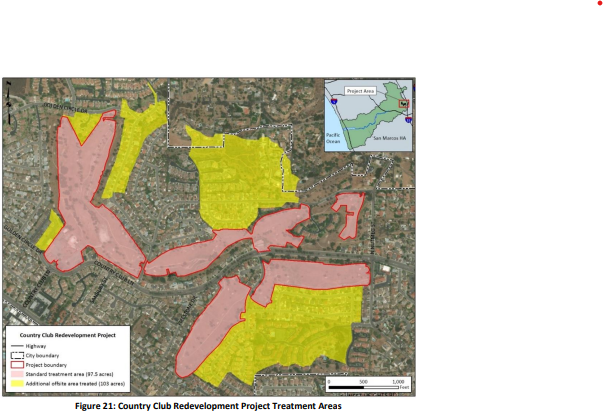 Project Area
5
15
Pacific
Ocean
San Marcos HA
Country Club Redevelopment Project
Highway
City boundary
Project boundary
Standard treatment area (97.5 acres)
Additional offsite area treated (103 acres)
0 500 1,000
Feet
Figure 21: Country Club Redevelopment Project Treatment Areas